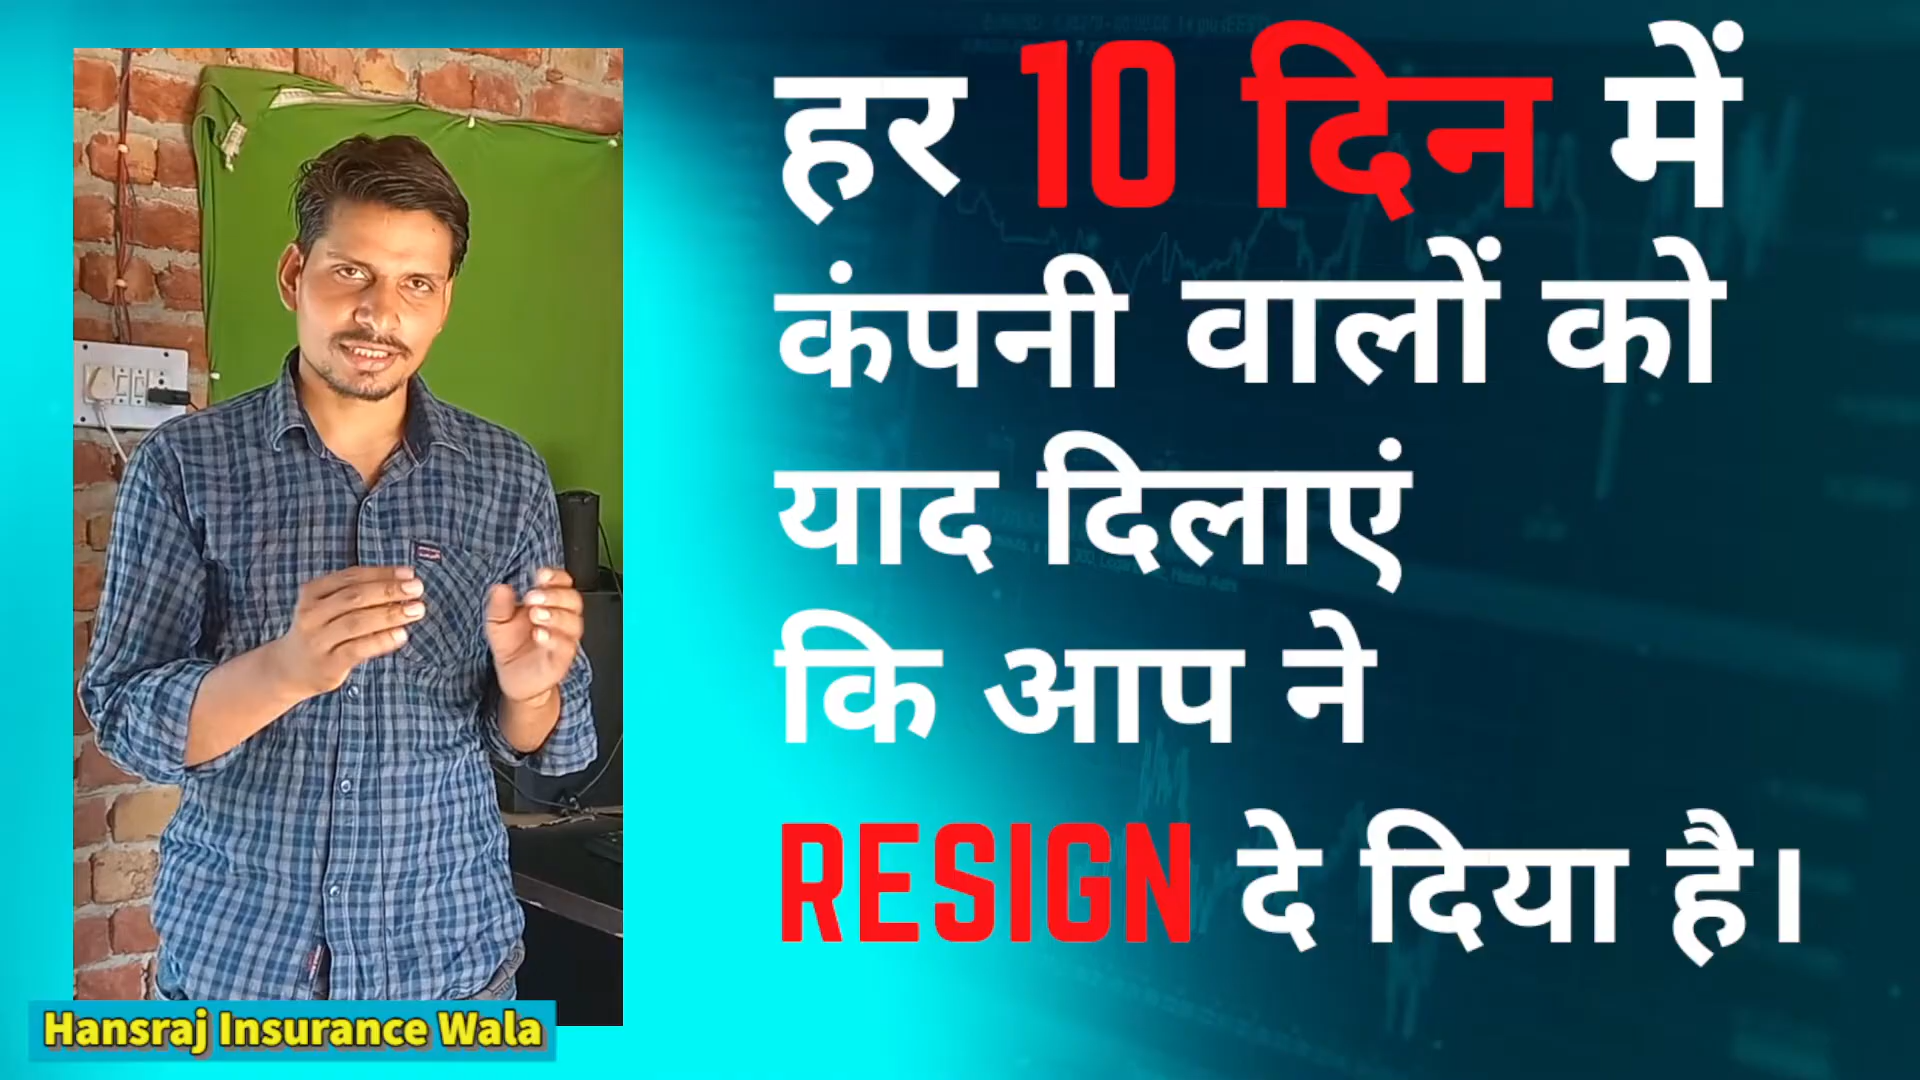 हर 10 दिन में
कंपनी वालों को
याद दिलाएं
कि आप ने
RESIGN दे दिया है।
Hansraj Insurance Wala